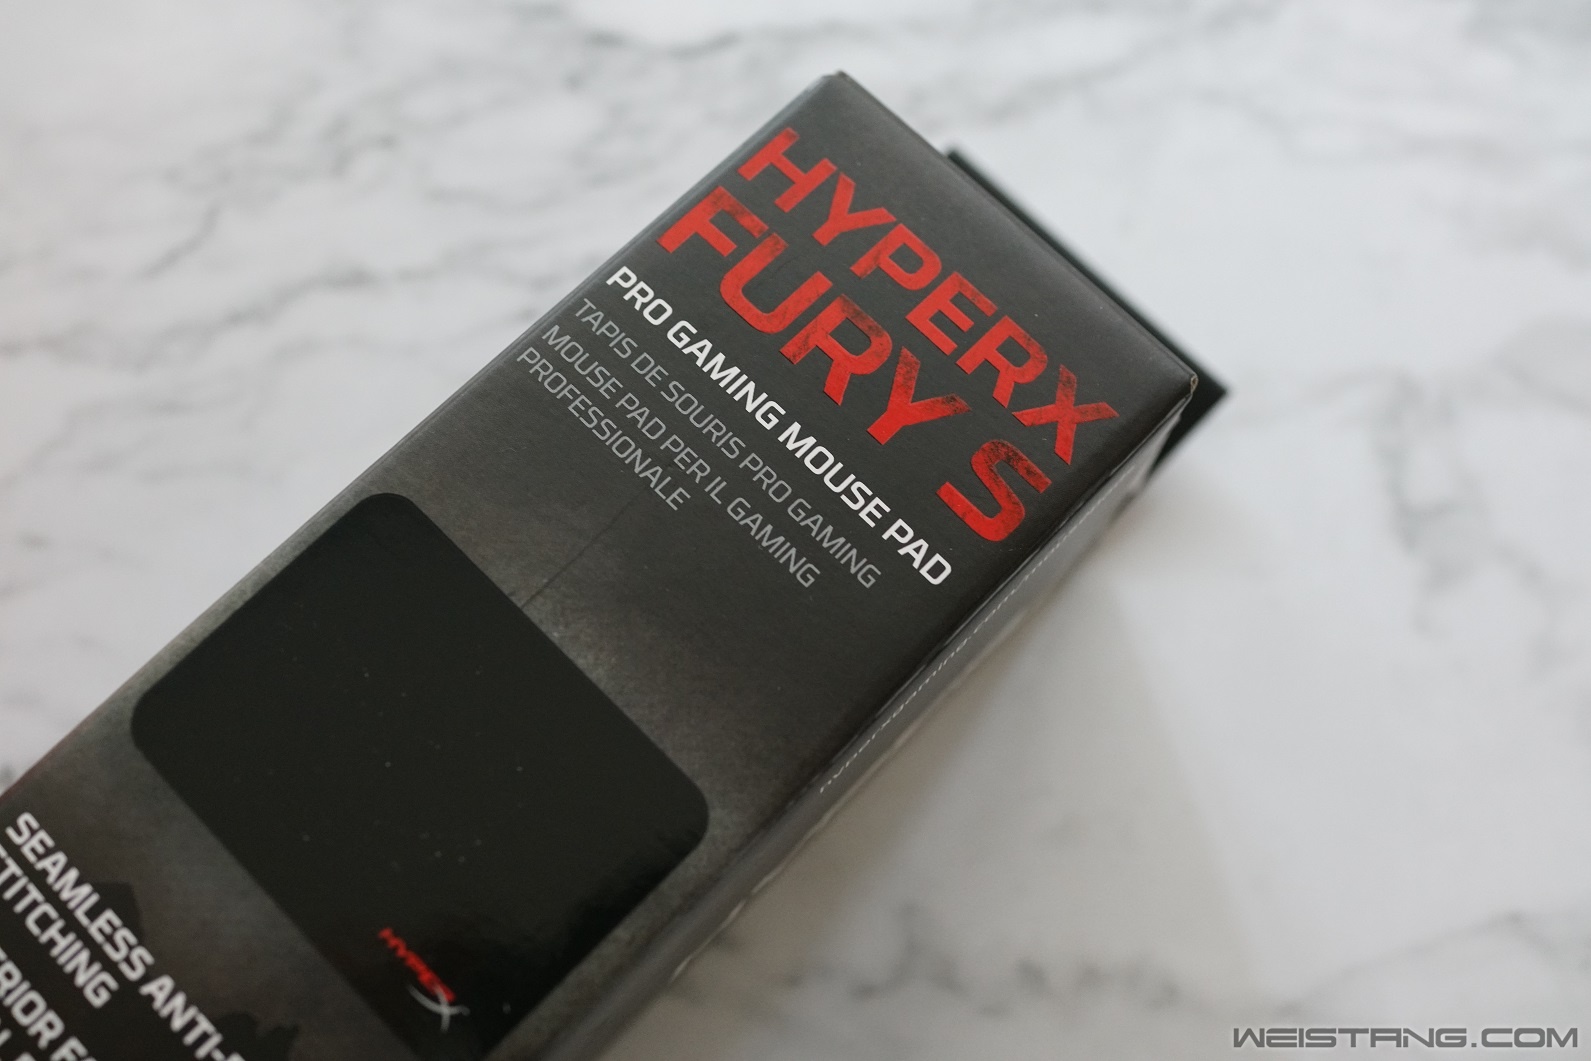 HYPERX
FURY S
PRO GAMING MOUSE PAD
TAPIS DE SOURIS PRO GAMING
MOUSE PAD PER IL GAMING
PROFESSIONALE
HYPERX
SEAMLESS ANTI-
STITCHING
WEISTANG.COM